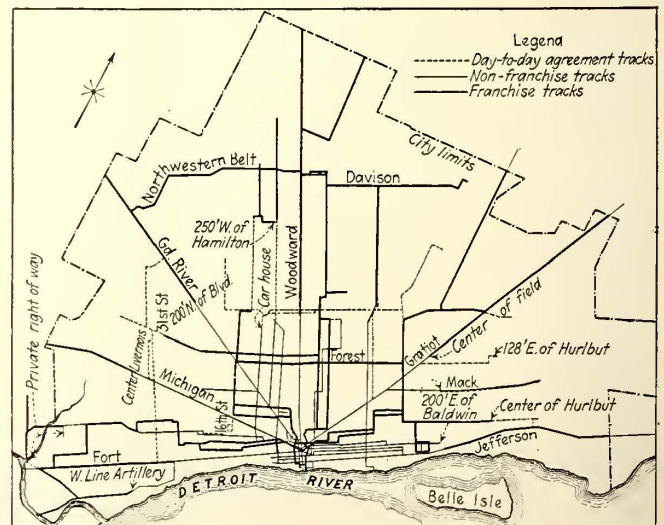 Legend
Day-to-day agreement tracks
Non-franchise tracks
Franchise tracks
City limits
Northwestern Belt
Davison
250'W. of
Hamilton
Gd. River
Car house
Woodward
31st St
200'N. of Blvd.
Private right of way
Center Livernois
Gratiot
Center of field
Forest
128'E. of Hurlbut
Michigan
16th St
Mack
200'E. of
Baldwin
Center of Hurlbut
Fort
Jefferson
W. Line Artillery
DETROIT RIVER
Belle Isle